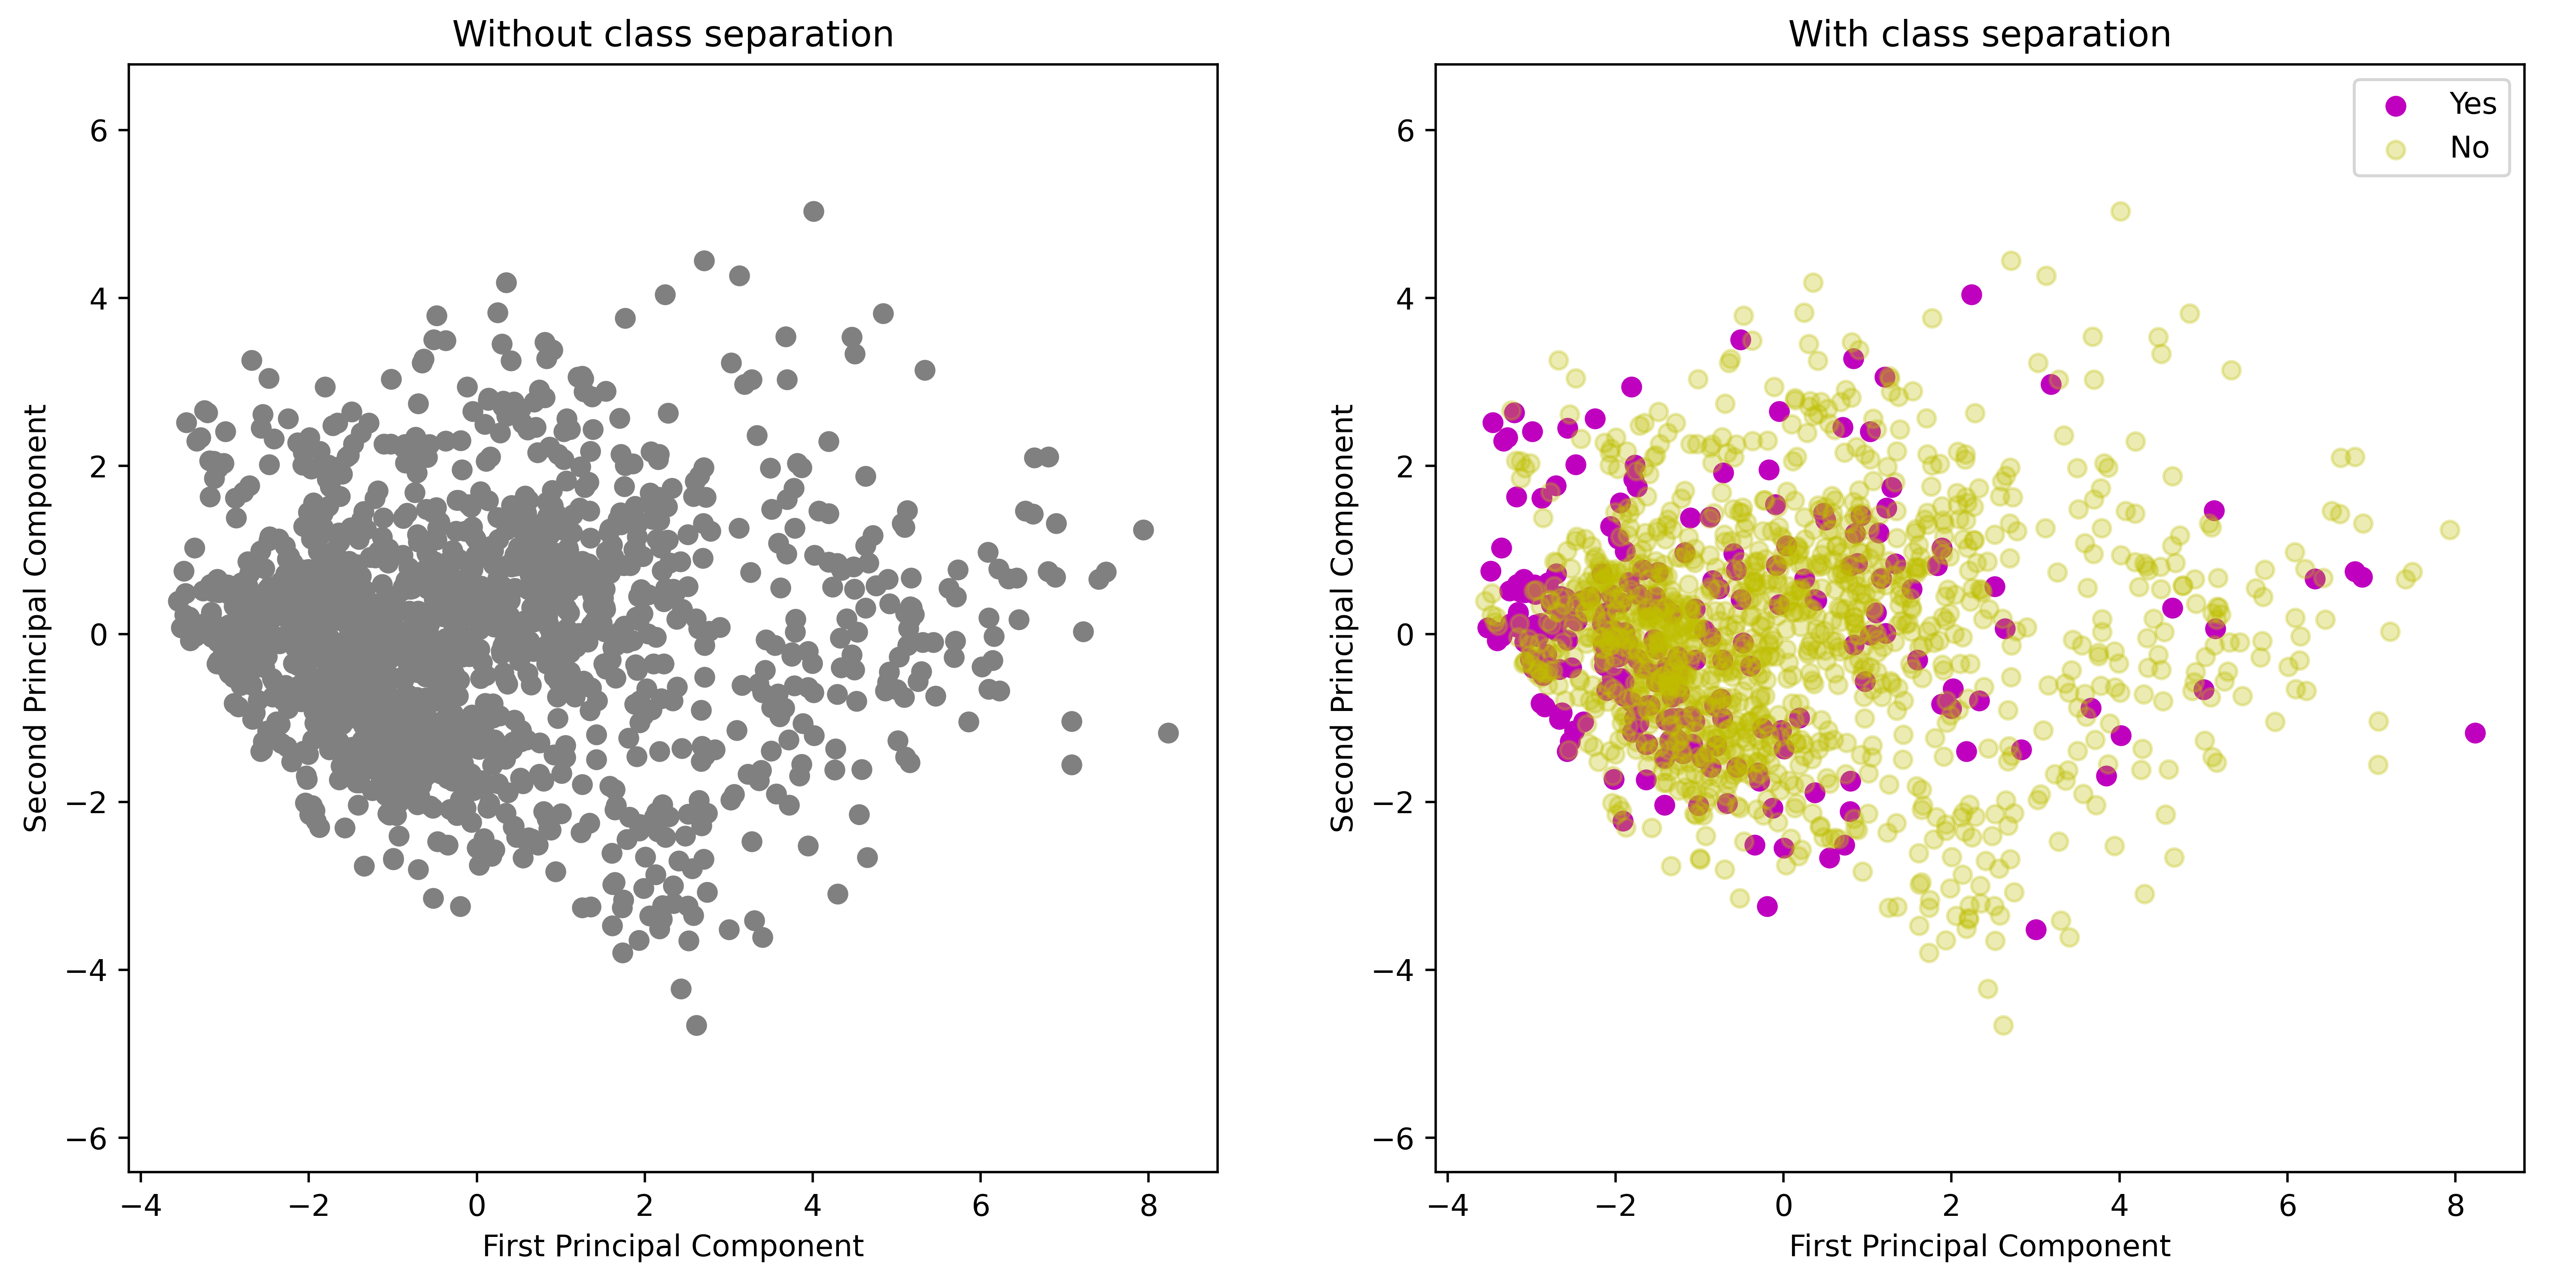 Without class separation
6
4
2
0
−2
−4
−6
Second Principal Component
−4 −2 0 2 4 6 8
First Principal Component
With class separation
Yes
No
6
4
2
0
−2
−4
−6
Second Principal Component
−4 −2 0 2 4 6 8
First Principal Component